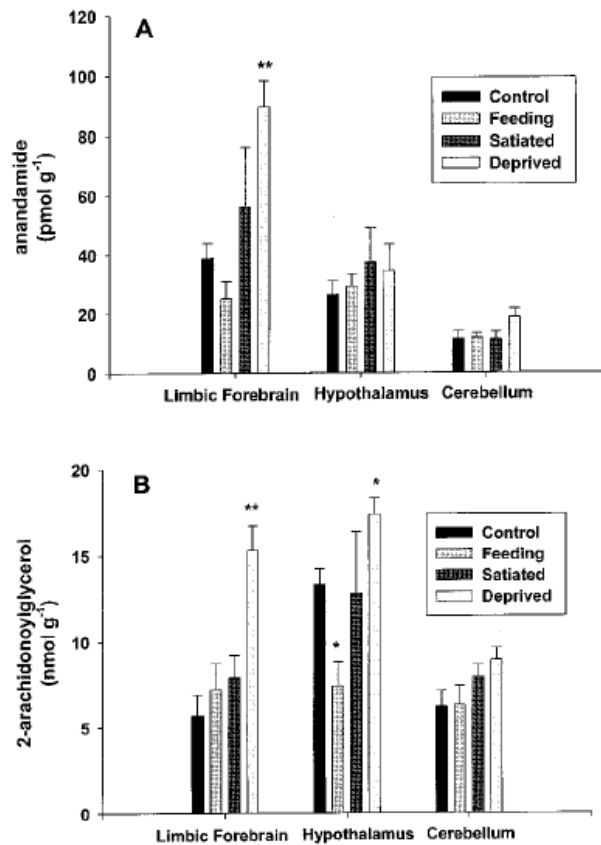 A
120
100
80
60
40
20
0
anandamide
(pmol g⁻¹)
**
Control
Feeding
Satiated
Deprived
Limbic Forebrain Hypothalamus Cerebellum
B
20
15
10
5
0
2-arachidonoylglycerol
(nmol g⁻¹)
**
*
*
Control
Feeding
Satiated
Deprived
Limbic Forebrain Hypothalamus Cerebellum